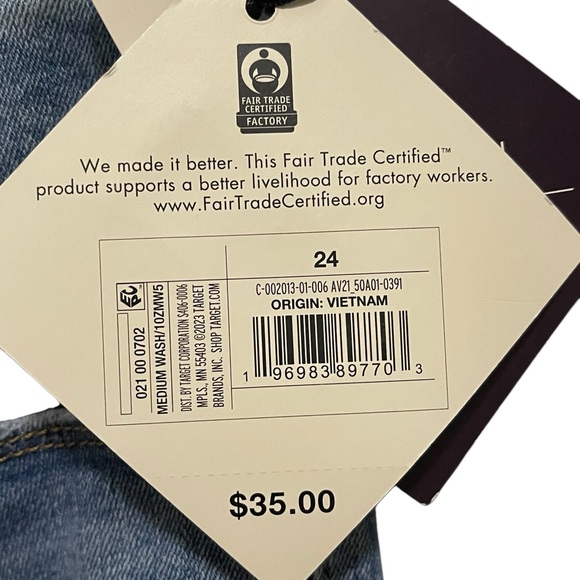 FAIR TRADE
CERTIFIED
FACTORY
We made it better. This Fair Trade Certified™
product supports a better livelihood for factory workers.
www.FairTradeCertified.org
24
C-002013-01-006 AV21_50A01-0391
ORIGIN: VIETNAM
1 96983 89770 3
EPC
021 00 0702
MEDIUM WASH/10ZMW5
DIST. BY TARGET CORPORATION S406-0006
MPLS, MN 55403 ©2023 TARGET
BRANDS, INC. SHOP TARGET.COM
$35.00